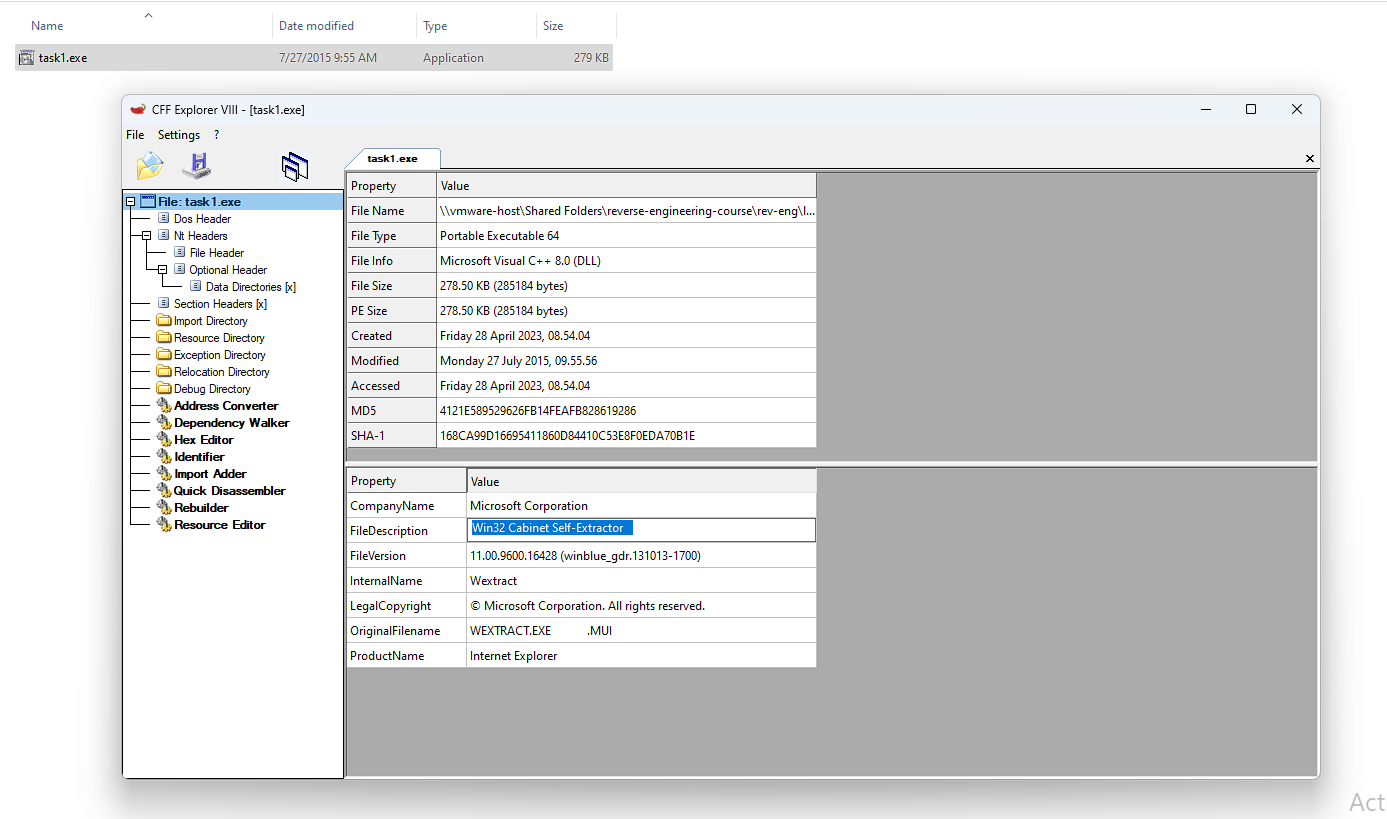 Name Date modified Type Size
task1.exe 7/27/2015 9:55 AM Application 279 KB
CFF Explorer VIII - [task1.exe]
File Settings ?
task1.exe
File: task1.exe
Dos Header
Nt Headers
File Header
Optional Header
Data Directories [x]
Section Headers [x]
Import Directory
Resource Directory
Exception Directory
Relocation Directory
Debug Directory
Address Converter
Dependency Walker
Hex Editor
Identifier
Import Adder
Quick Disassembler
Rebuilder
Resource Editor
Property Value
File Name \\vmware-host\Shared Folders\reverse-engineering-course\rev-eng\l...
File Type Portable Executable 64
File Info Microsoft Visual C++ 8.0 (DLL)
File Size 278.50 KB (285184 bytes)
PE Size 278.50 KB (285184 bytes)
Created Friday 28 April 2023, 08.54.04
Modified Monday 27 July 2015, 09.55.56
Accessed Friday 28 April 2023, 08.54.04
MD5 4121E589529626FB14FEAFB828619286
SHA-1 168CA99D16695411860D84410C53E8F0EDA70B1E
Property Value
CompanyName Microsoft Corporation
FileDescription Win32 Cabinet Self-Extractor
FileVersion 11.00.9600.16428 (winblue_gdr.131013-1700)
InternalName Wextract
LegalCopyright © Microsoft Corporation. All rights reserved.
OriginalFilename WEXTRACT.EXE .MUI
ProductName Internet Explorer
Act